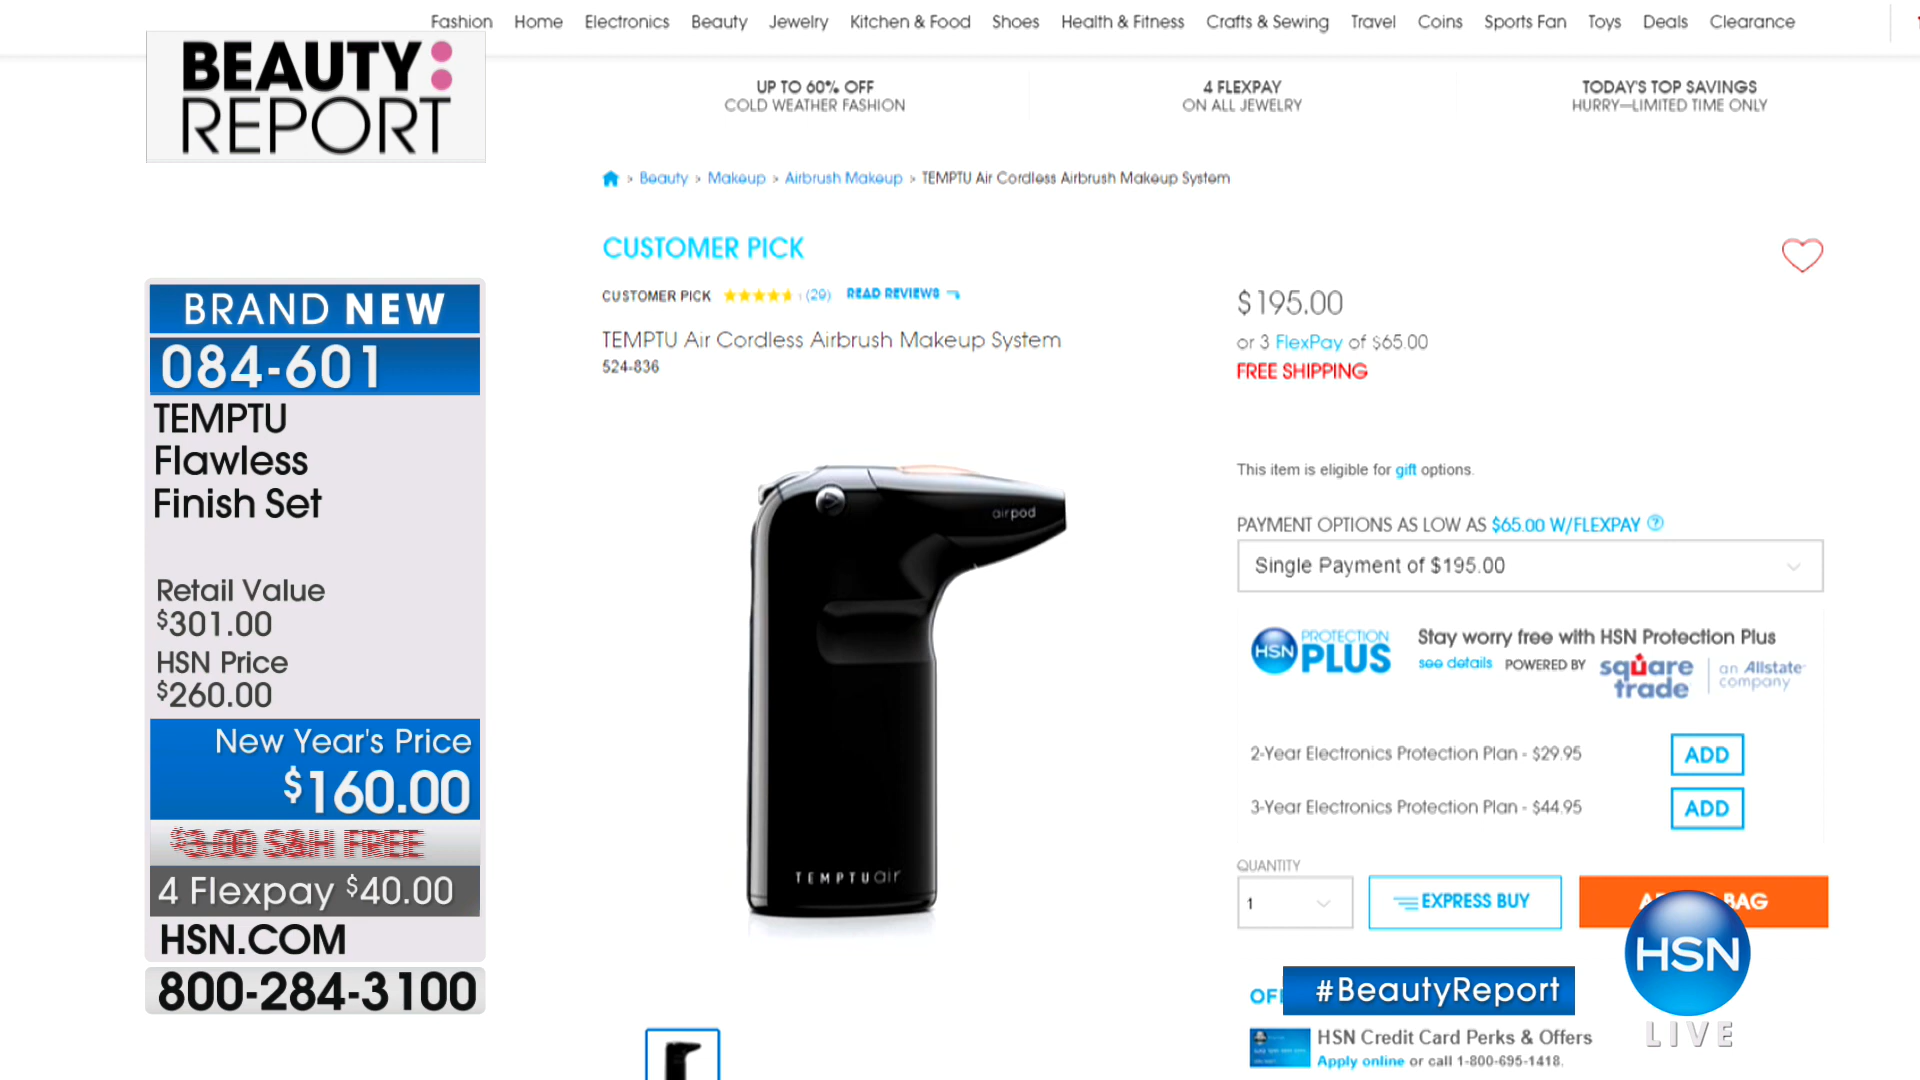 Fashion Home Electronics Beauty Jewelry Kitchen & Food Shoes Health & Fitness Crafts & Sewing Travel Coins Sports Fan Toys Deals Clearance
BEAUTY:
REPORT
UP TO 60% OFF
COLD WEATHER FASHION
4 FLEXPAY
ON ALL JEWELRY
TODAY'S TOP SAVINGS
HURRY—LIMITED TIME ONLY
> Beauty > Makeup > Airbrush Makeup > TEMPTU Air Cordless Airbrush Makeup System
CUSTOMER PICK
CUSTOMER PICK (29) READ REVIEWS
TEMPTU Air Cordless Airbrush Makeup System
524-836
$195.00
or 3 FlexPay of $65.00
FREE SHIPPING
This item is eligible for gift options.
PAYMENT OPTIONS AS LOW AS $65.00 W/FLEXPAY ?
Single Payment of $195.00
HSN PROTECTION PLUS
Stay worry free with HSN Protection Plus
see details POWERED BY square trade | an Allstate company
2-Year Electronics Protection Plan - $29.95 ADD
3-Year Electronics Protection Plan - $44.95 ADD
QUANTITY
1 EXPRESS BUY BAG
airpod
TEMPTUair
BRAND NEW
084-601
TEMPTU
Flawless
Finish Set
Retail Value
$301.00
HSN Price
$260.00
New Year's Price
$160.00
$3.00 S&H FREE
4 Flexpay $40.00
HSN.COM
800-284-3100
#BeautyReport
HSN
LIVE
HSN Credit Card Perks & Offers
Apply online or call 1-800-695-1418.